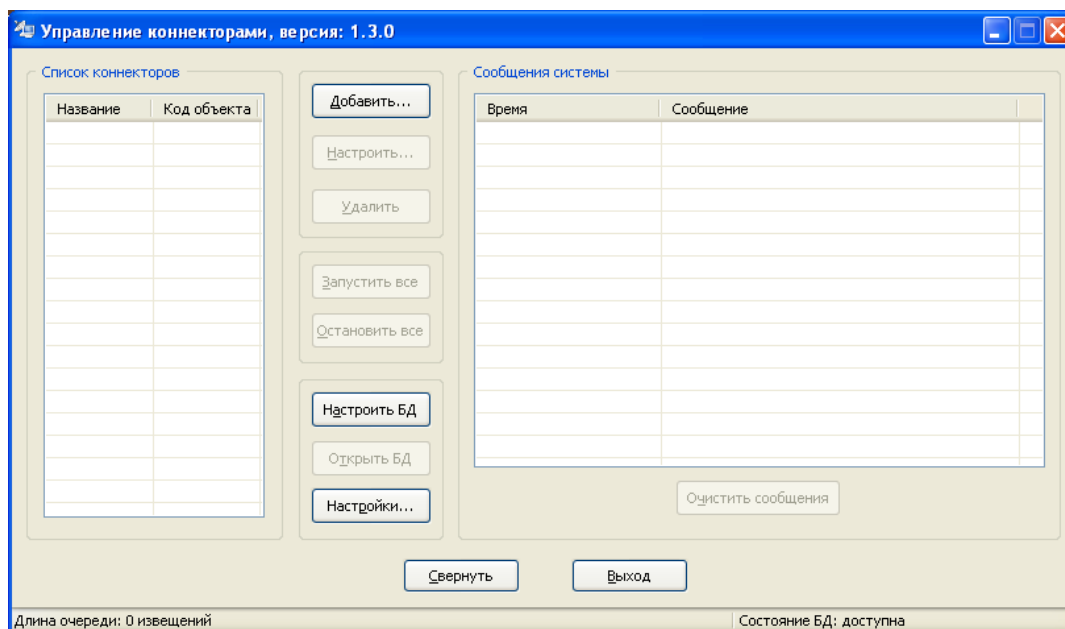 Управление коннекторами, версия: 1.3.0
Список коннекторов
Название Код объекта
Добавить...
Настроить...
Удалить
Запустить все
Остановить все
Настроить БД
Открыть БД
Настройки...
Сообщения системы
Время Сообщение
Очистить сообщения
Свернуть Выход
Длина очереди: 0 извещений Состояние БД: доступна